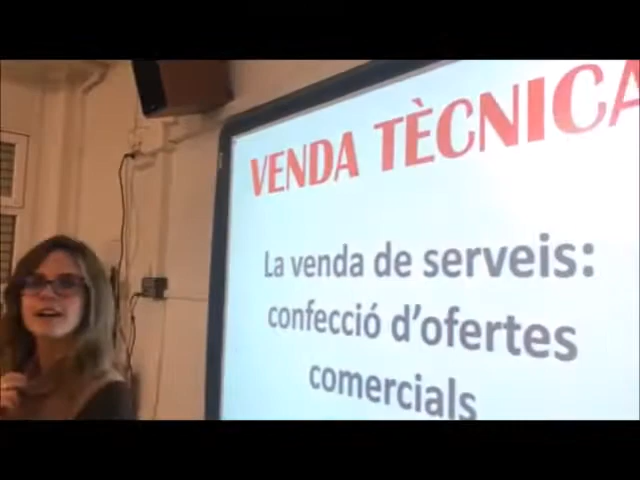 VENDA TÈCNICA
La venda de serveis:
confecció d'ofertes
comercials